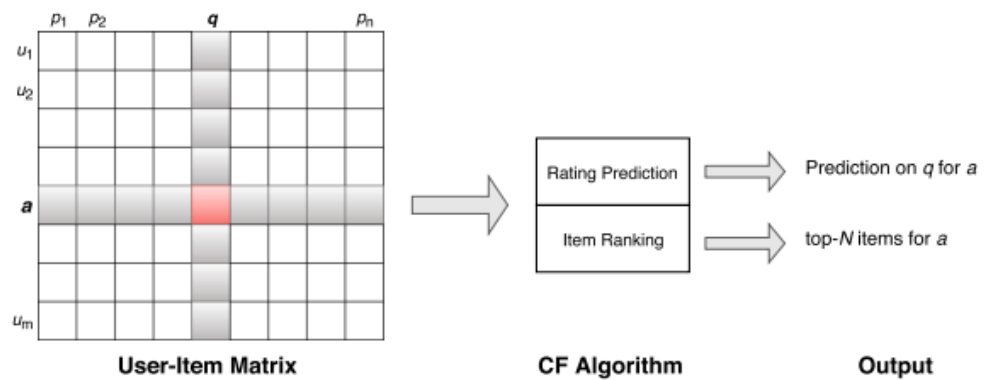 p1 p2 q pn
u1
u2
a
um
Rating Prediction
Item Ranking
Prediction on q for a
top-N items for a
User-Item Matrix
CF Algorithm
Output